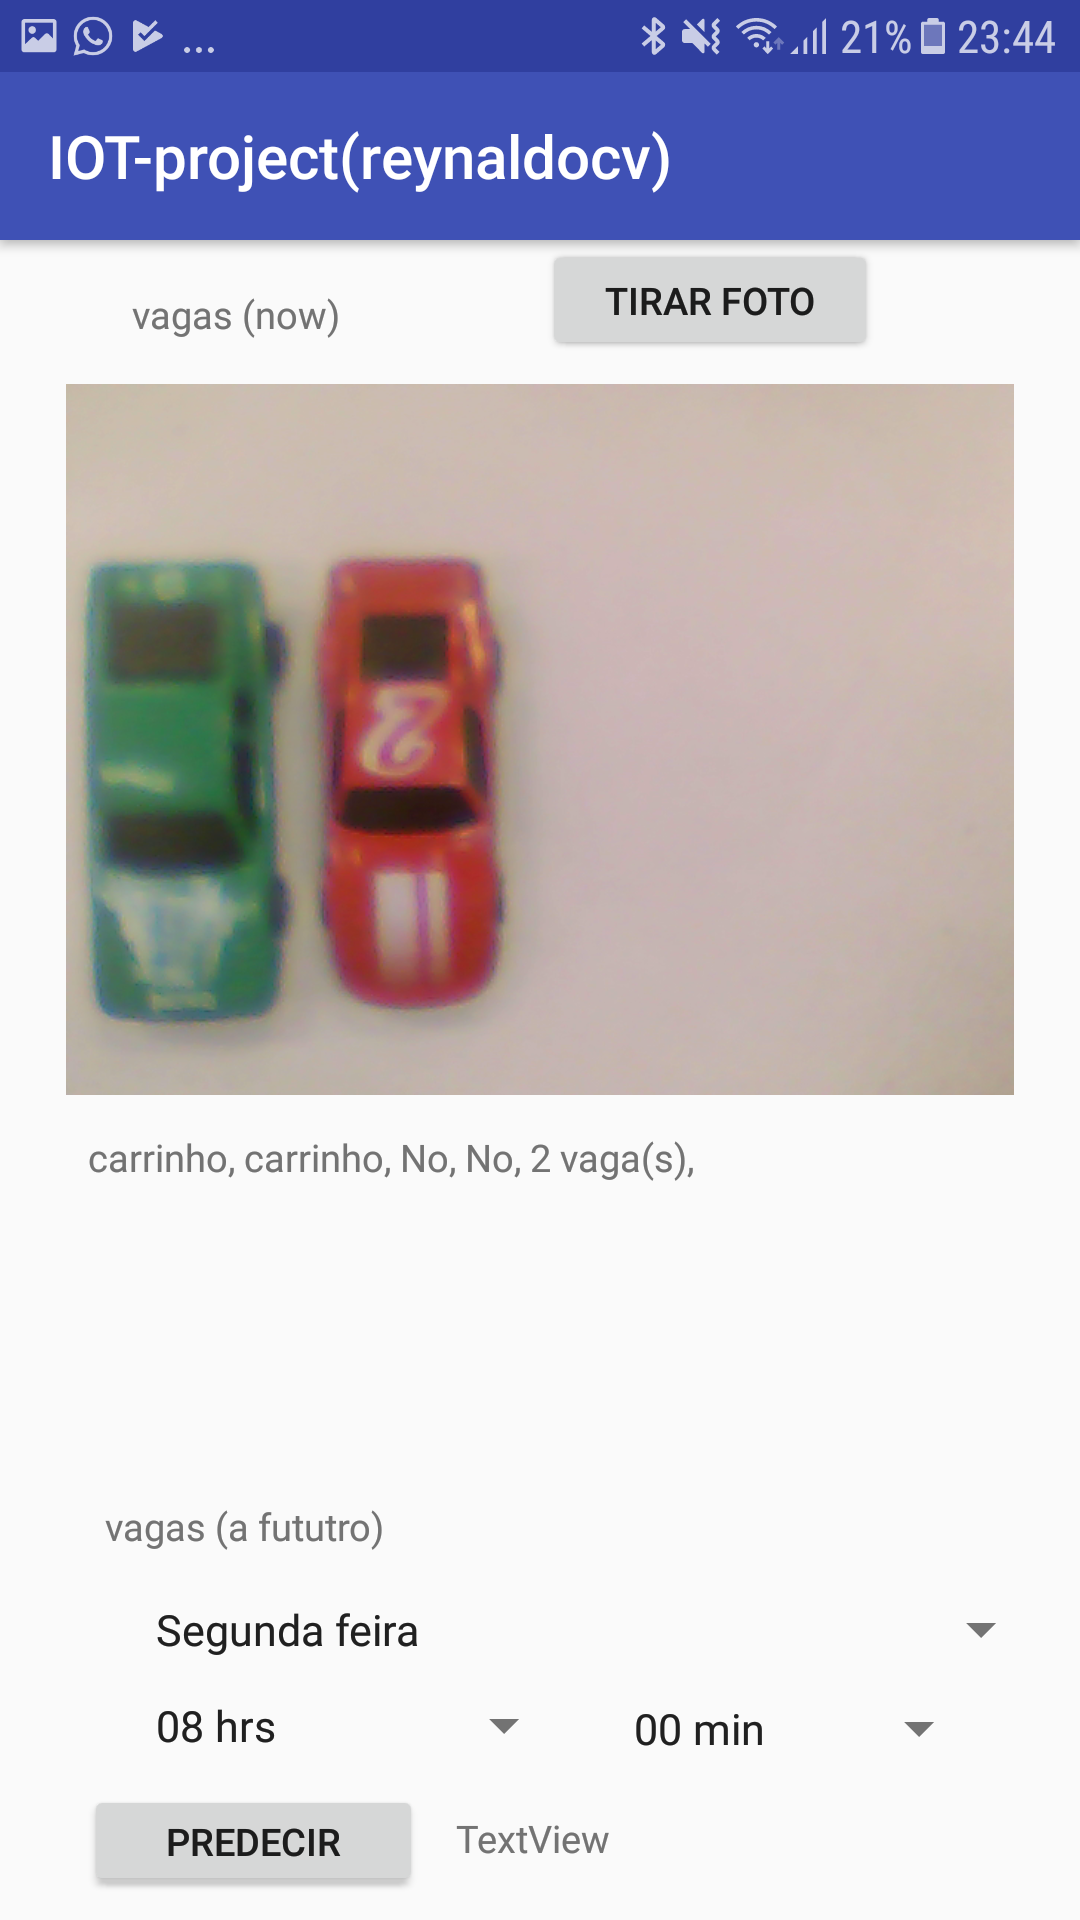 ... 21% 23:44
IOT-project(reynaldocv)
vagas (now)
TIRAR FOTO
2
carrinho, carrinho, No, No, 2 vaga(s),
vagas (a fututro)
Segunda feira
08 hrs
00 min
PREDECIR
TextView